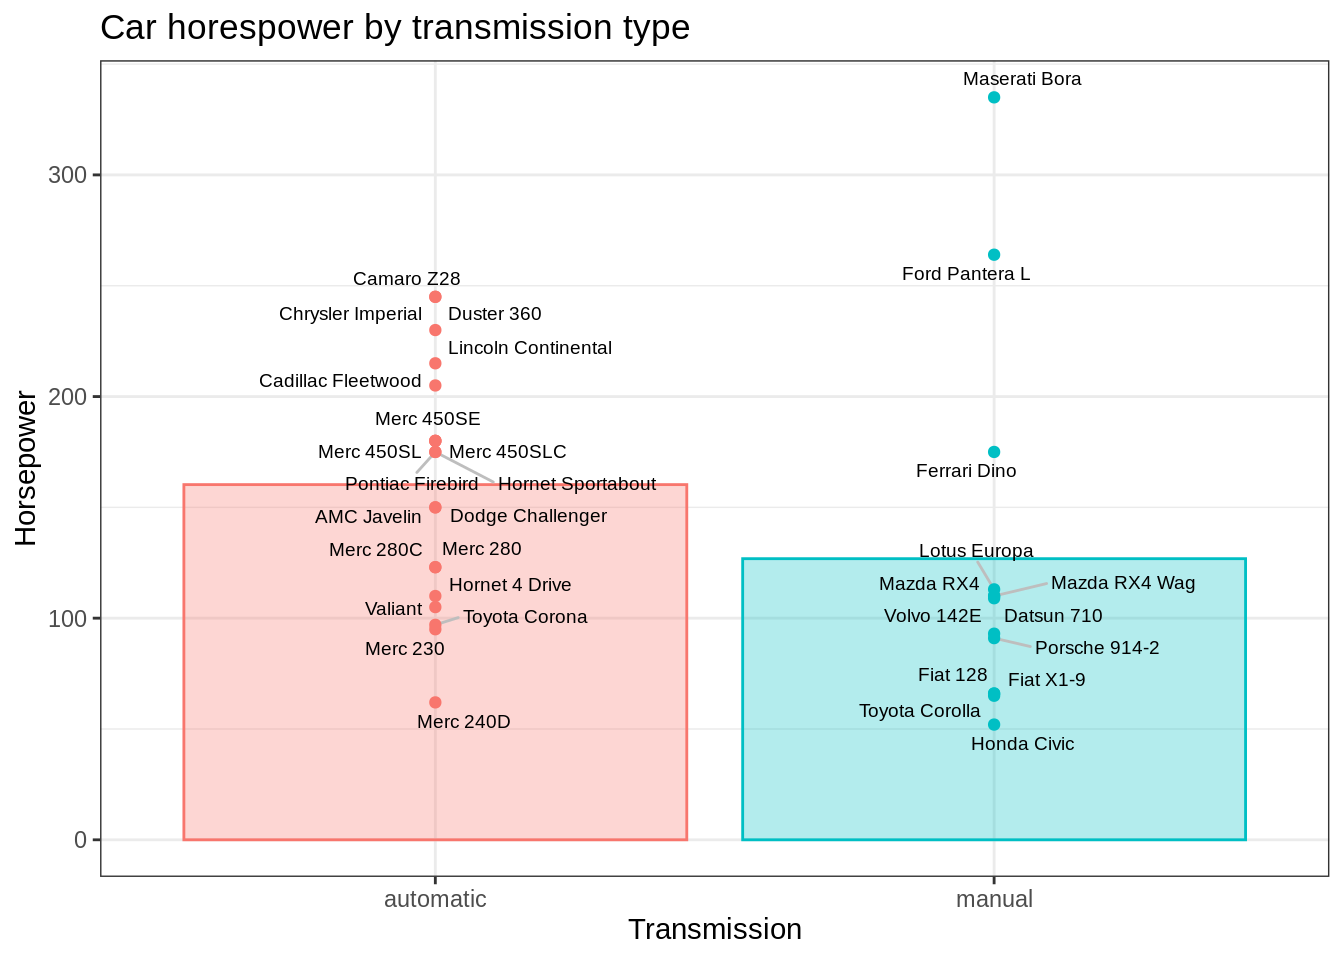 Car horespower by transmission type
Horsepower
300
200
100
0
Camaro Z28
Chrysler Imperial
Duster 360
Lincoln Continental
Cadillac Fleetwood
Merc 450SE
Merc 450SL
Merc 450SLC
Pontiac Firebird
Hornet Sportabout
AMC Javelin
Dodge Challenger
Merc 280C
Merc 280
Hornet 4 Drive
Valiant
Toyota Corona
Merc 230
Merc 240D
Maserati Bora
Ford Pantera L
Ferrari Dino
Lotus Europa
Mazda RX4
Mazda RX4 Wag
Volvo 142E
Datsun 710
Porsche 914-2
Fiat 128
Fiat X1-9
Toyota Corolla
Honda Civic
automatic
manual
Transmission